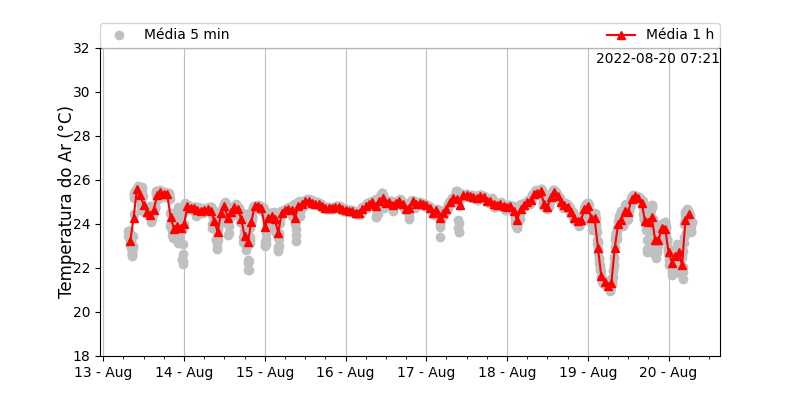 Média 5 min
Média 1 h
2022-08-20 07:21
Temperatura do Ar (°C)
32
30
28
26
24
22
20
18
13 - Aug
14 - Aug
15 - Aug
16 - Aug
17 - Aug
18 - Aug
19 - Aug
20 - Aug